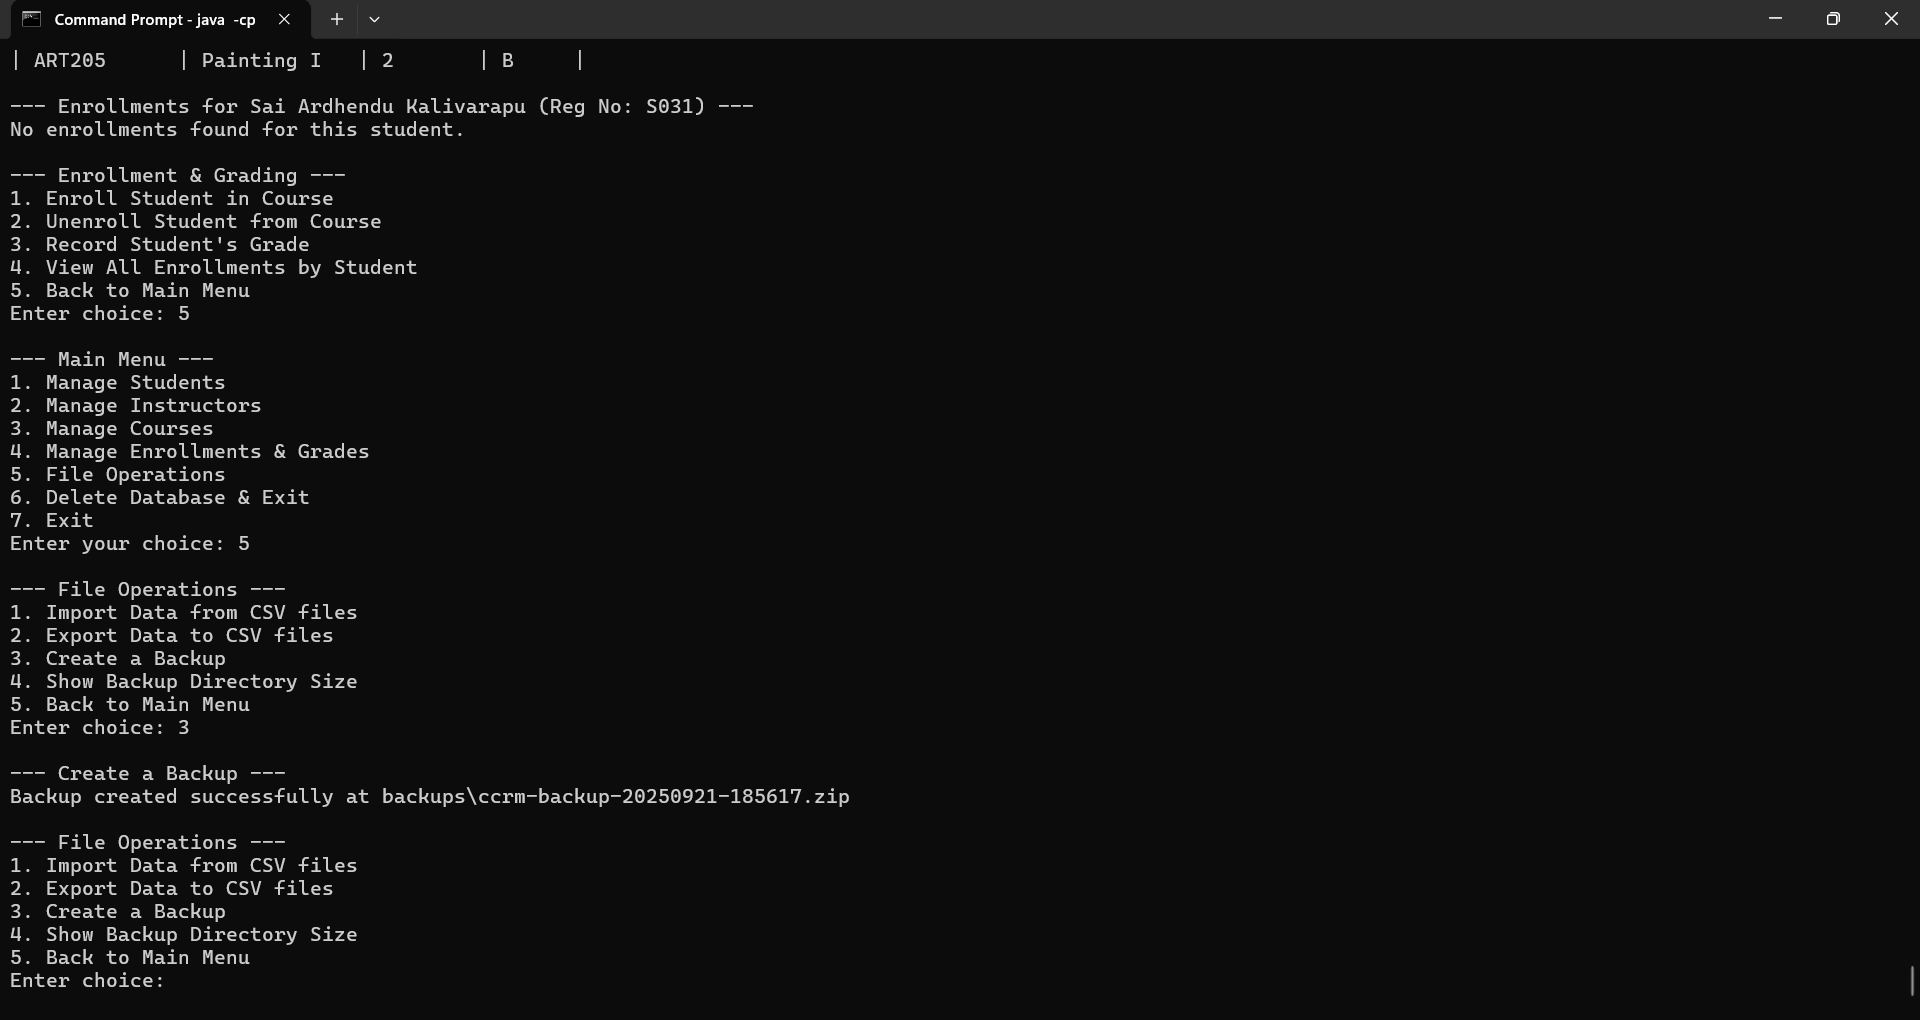 Command Prompt - java -cp
| ART205 | Painting I | 2 | B |
--- Enrollments for Sai Ardhendu Kalivarapu (Reg No: S031) ---
No enrollments found for this student.
--- Enrollment & Grading ---
1. Enroll Student in Course
2. Unenroll Student from Course
3. Record Student's Grade
4. View All Enrollments by Student
5. Back to Main Menu
Enter choice: 5
--- Main Menu ---
1. Manage Students
2. Manage Instructors
3. Manage Courses
4. Manage Enrollments & Grades
5. File Operations
6. Delete Database & Exit
7. Exit
Enter your choice: 5
--- File Operations ---
1. Import Data from CSV files
2. Export Data to CSV files
3. Create a Backup
4. Show Backup Directory Size
5. Back to Main Menu
Enter choice: 3
--- Create a Backup ---
Backup created successfully at backups\ccrm-backup-20250921-185617.zip
--- File Operations ---
1. Import Data from CSV files
2. Export Data to CSV files
3. Create a Backup
4. Show Backup Directory Size
5. Back to Main Menu
Enter choice: